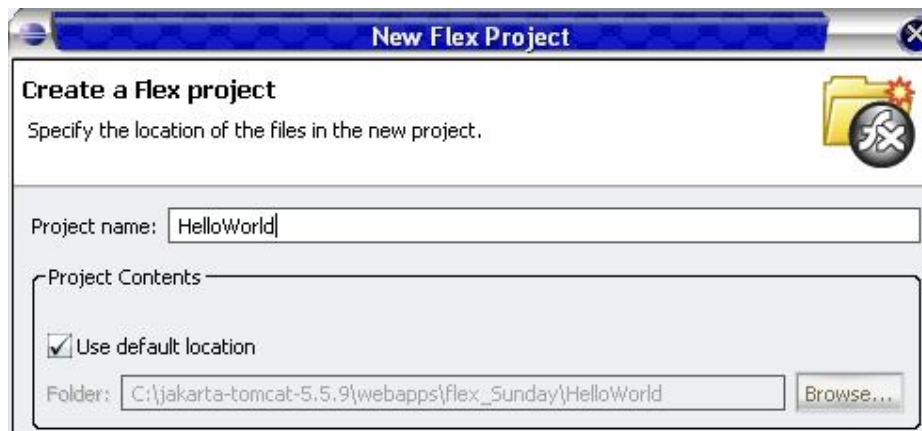 New Flex Project
Create a Flex project
Specify the location of the files in the new project.
Project name: HelloWorld
Project Contents
Use default location
Folder: C:\jakarta-tomcat-5.5.9\webapps\flex_Sunday\HelloWorld Browse...